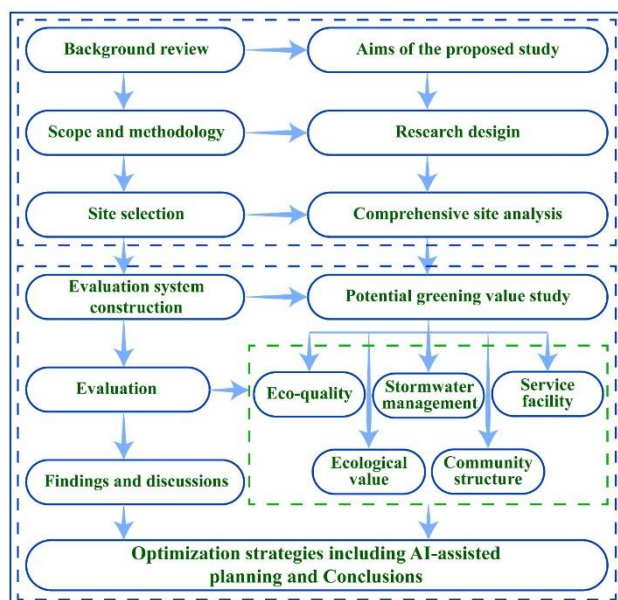 Background review
Aims of the proposed study
Scope and methodology
Research desigin
Site selection
Comprehensive site analysis
Evaluation system
construction
Potential greening value study
Evaluation
Eco-quality
Stormwater
management
Service
facility
Ecological
value
Community
structure
Findings and discussions
Optimization strategies including AI-assisted
planning and Conclusions